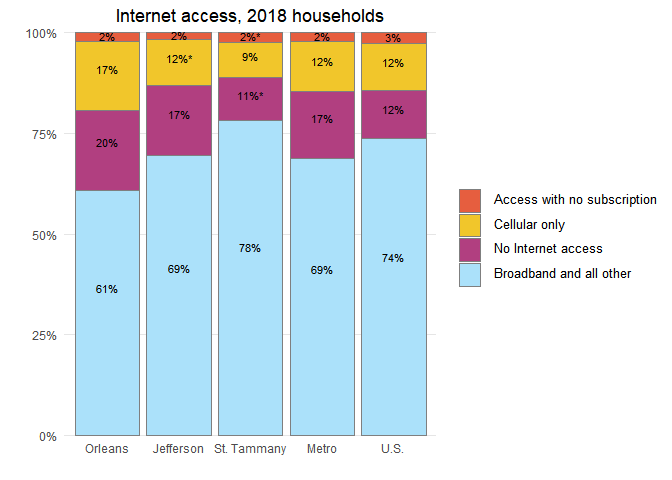 Internet access, 2018 households
100%
75%
50%
25%
0%
2%
17%
20%
61%
2%
12%*
17%
69%
2%*
9%
11%*
78%
2%
12%
17%
69%
3%
12%
12%
74%
Orleans
Jefferson
St. Tammany
Metro
U.S.
Access with no subscription
Cellular only
No Internet access
Broadband and all other